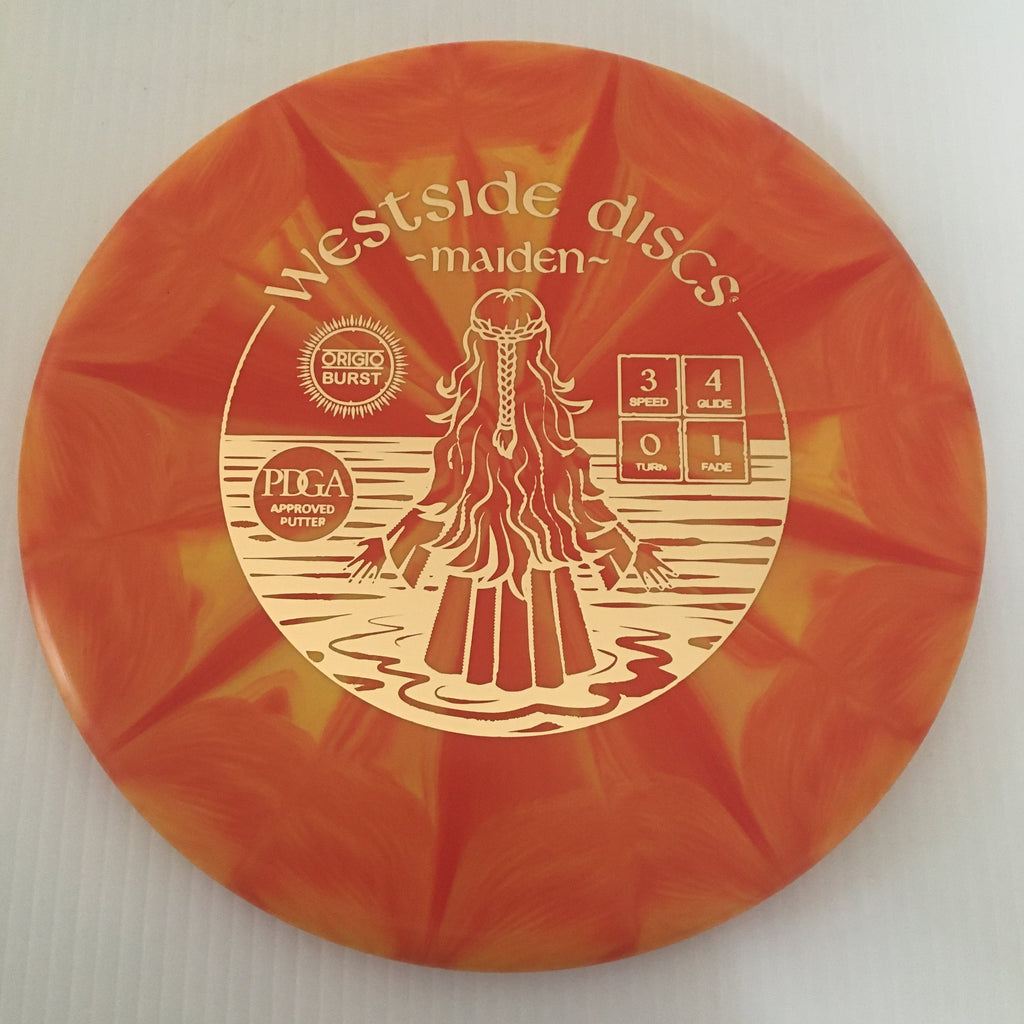 Westside discs
~maiden~
ORIGIO
BURST
3 4
SPEED GLIDE
0 1
TURN FADE
PDGA
APPROVED
PUTTER